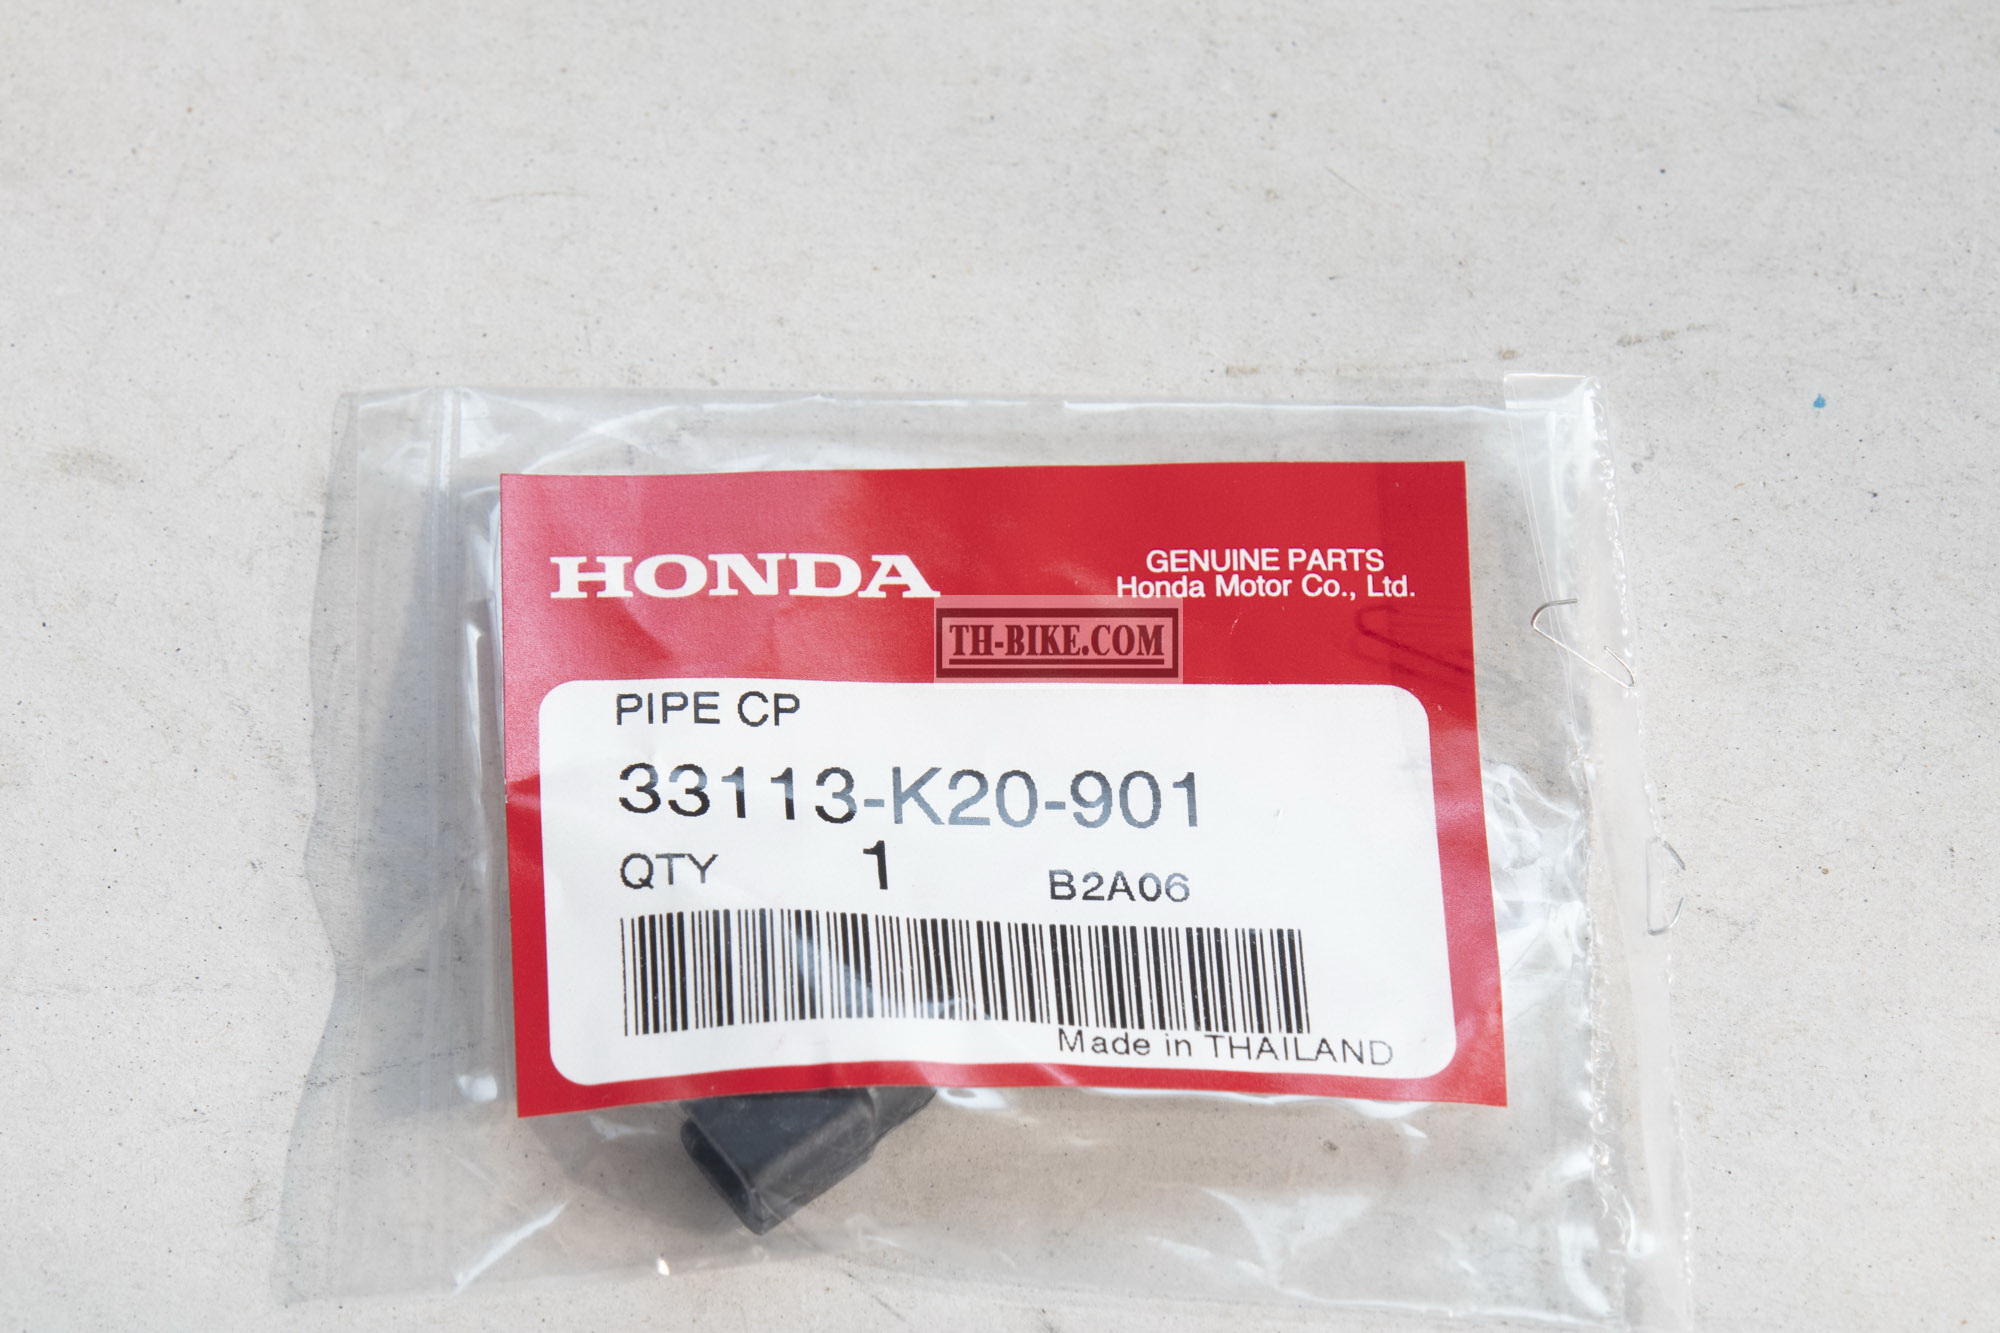 HONDA
GENUINE PARTS
Honda Motor Co., Ltd.
TH-BIKE.COM
PIPE CP
33113-K20-901
QTY 1 B2A06
Made in THAILAND